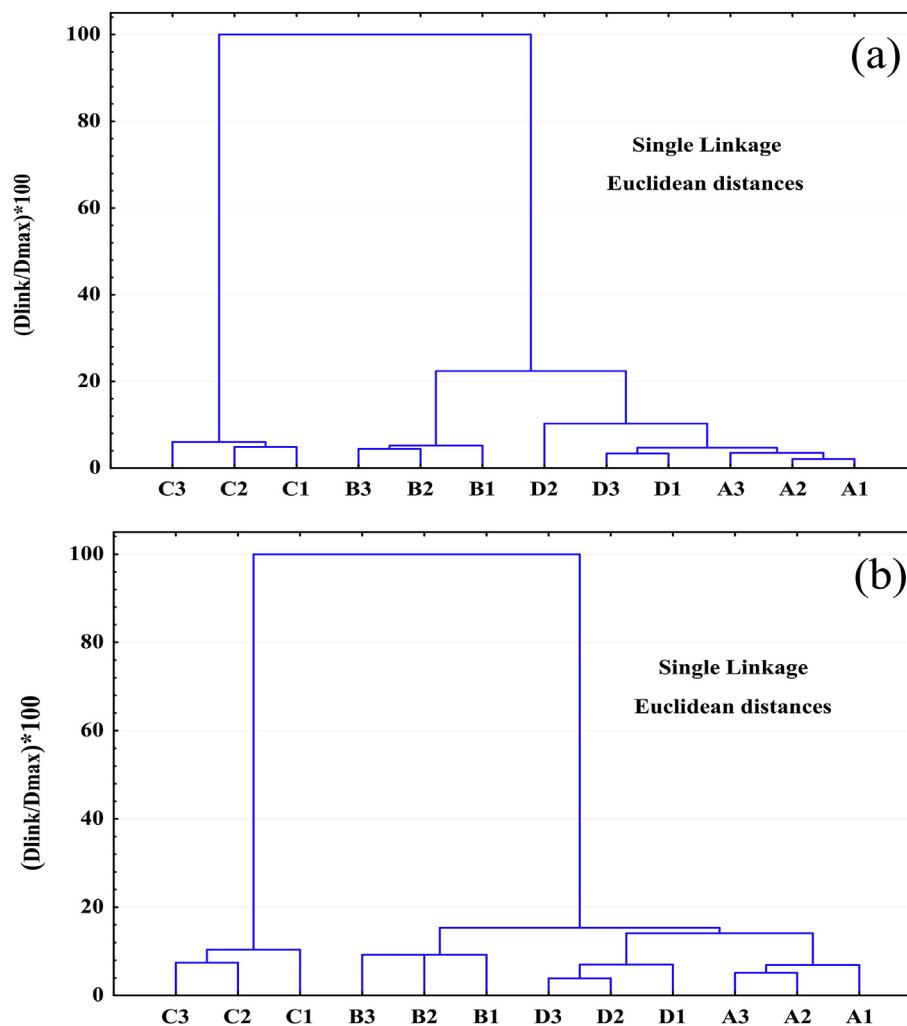 (a)
100
80
60
40
20
0
(Dlink/Dmax)*100
Single Linkage
Euclidean distances
C3 C2 C1 B3 B2 B1 D2 D3 D1 A3 A2 A1
(b)
100
80
60
40
20
0
(Dlink/Dmax)*100
Single Linkage
Euclidean distances
C3 C2 C1 B3 B2 B1 D3 D2 D1 A3 A2 A1